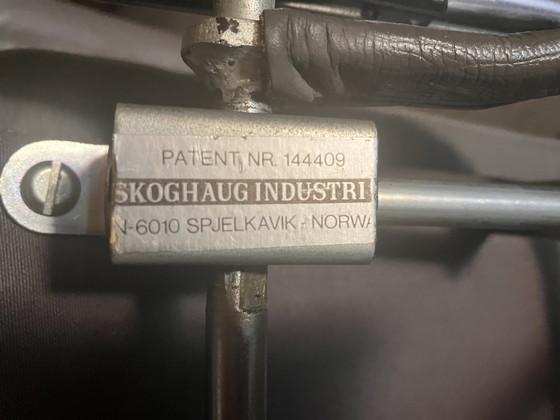 PATENT NR 144409
SKOGHAUG INDUSTRI
N-6010 SPJELKAVIK - NORWA